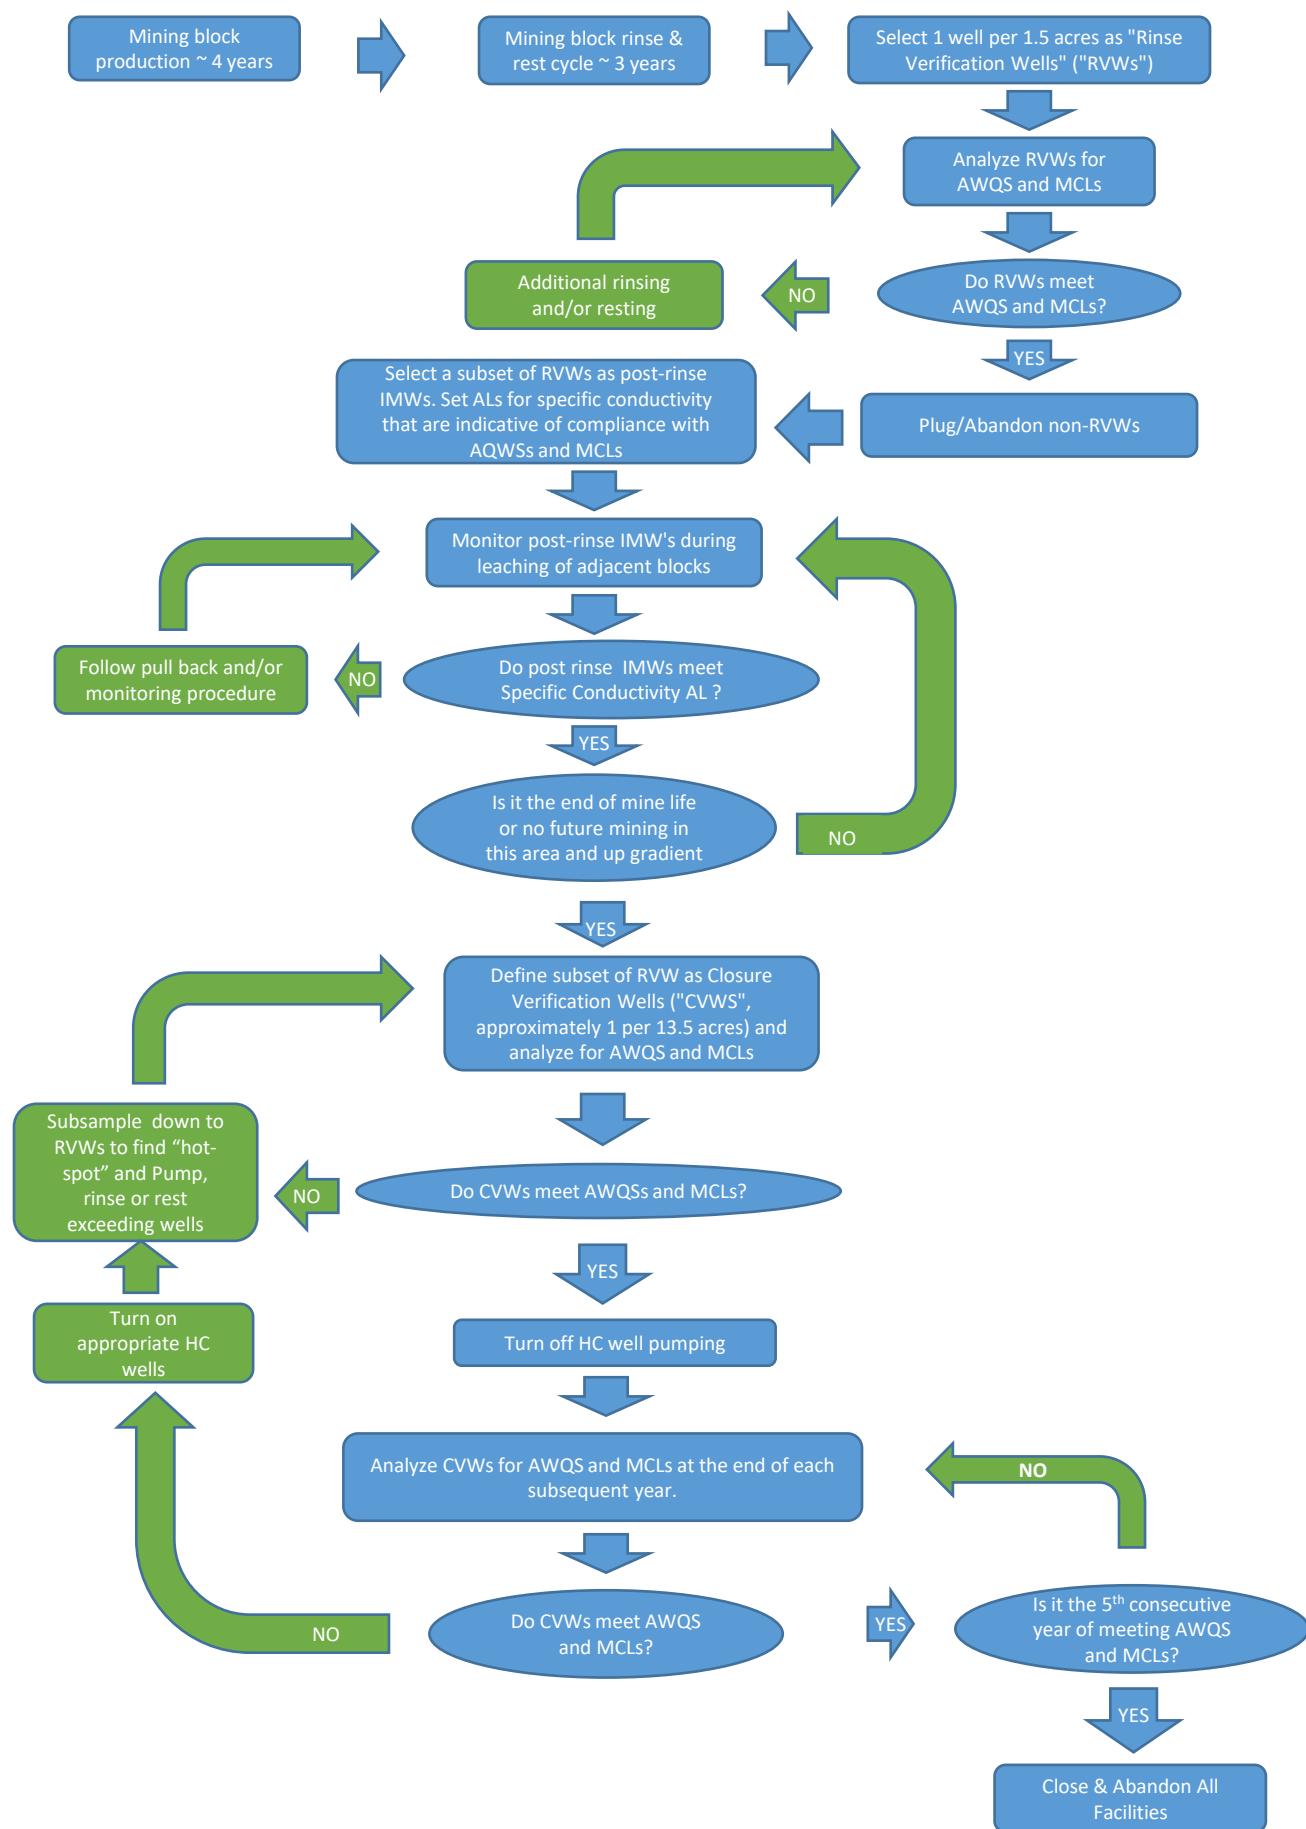 Mining block
production ~ 4 years
Mining block rinse &
rest cycle ~ 3 years
Select 1 well per 1.5 acres as "Rinse
Verification Wells" ("RVWs")
Analyze RVWs for
AWQS and MCLs
Do RVWs meet
AWQS and MCLs?
NO
Additional rinsing
and/or resting
YES
Plug/Abandon non-RVWs
Select a subset of RVWs as post-rinse
IMWs. Set ALs for specific conductivity
that are indicative of compliance with
AQWSs and MCLs
Monitor post-rinse IMW's during
leaching of adjacent blocks
Do post rinse  IMWs meet
Specific Conductivity AL ?
NO
Follow pull back and/or
monitoring procedure
YES
Is it the end of mine life
or no future mining in
this area and up gradient
NO
YES
Define subset of RVW as Closure
Verification Wells ("CVWS",
approximately 1 per 13.5 acres) and
analyze for AWQS and MCLs
Do CVWs meet AWQSs and MCLs?
NO
Subsample  down to
RVWs to find “hot-
spot” and Pump,
rinse or rest
exceeding wells
YES
Turn off HC well pumping
Turn on
appropriate HC
wells
Analyze CVWs for AWQS and MCLs at the end of each
subsequent year.
NO
Do CVWs meet AWQS
and MCLs?
NO
YES
Is it the 5th consecutive
year of meeting AWQS
and MCLs?
YES
Close & Abandon All
Facilities